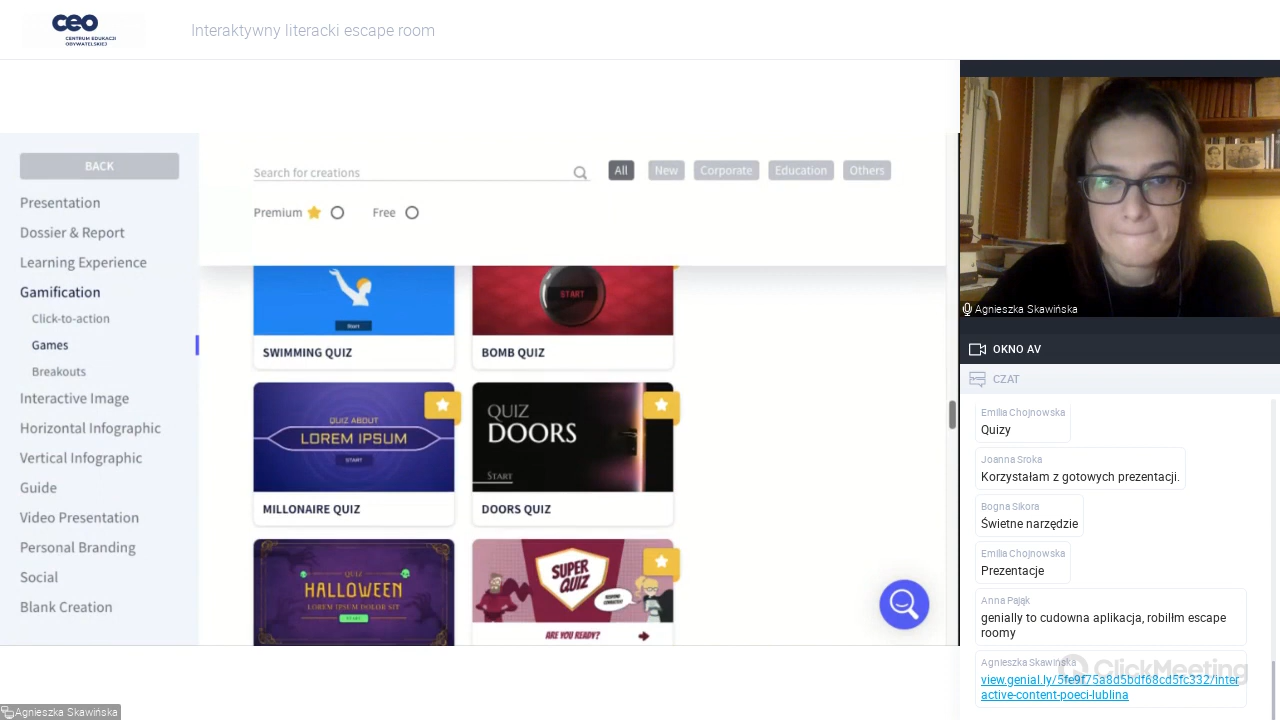 ceo
CENTRUM EDUKACJI
OBYWATELSKIEJ
Interaktywny literacki escape room
BACK
Presentation
Dossier & Report
Learning Experience
Gamification
Click-to-action
Games
Breakouts
Interactive Image
Horizontal Infographic
Vertical Infographic
Guide
Video Presentation
Personal Branding
Social
Blank Creation
Search for creations
All
New
Corporate
Education
Others
Premium
Free
Start
SWIMMING QUIZ
START
BOMB QUIZ
QUIZ ABOUT
LOREM IPSUM
START
MILLONAIRE QUIZ
QUIZ
DOORS
START
DOORS QUIZ
QUIZ
HALLOWEEN
LOREM IPSUM DOLOR SIT
START
SUPER
QUIZ
ARE YOU READY?
Agnieszka Skawińska
Agnieszka Skawińska
OKNO AV
CZAT
Emilia Chojnowska
Quizy
Joanna Sroka
Korzystałam z gotowych prezentacji.
Bogna Sikora
Świetne narzędzie
Emilia Chojnowska
Prezentacje
Anna Pająk
genially to cudowna aplikacja, robiłm escape
roomy
Agnieszka Skawińska
view.genial.ly/5fe9f75a8d5bdf68cd5fc332/inter
active-content-poeci-lublina
ClickMeeting